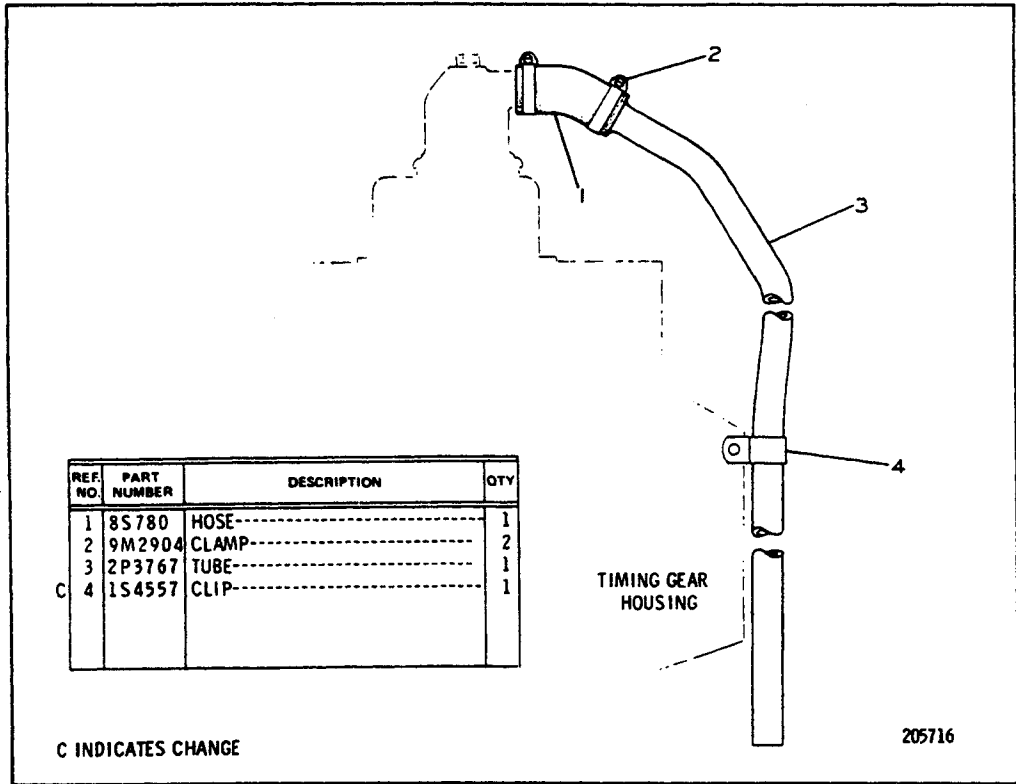 2
1
3
4
REF. NO. PART NUMBER DESCRIPTION QTY
1 8S780 HOSE 1
2 9M2904 CLAMP 2
3 2P3767 TUBE 1
C 4 1S4557 CLIP 1
TIMING GEAR
HOUSING
C INDICATES CHANGE
205716